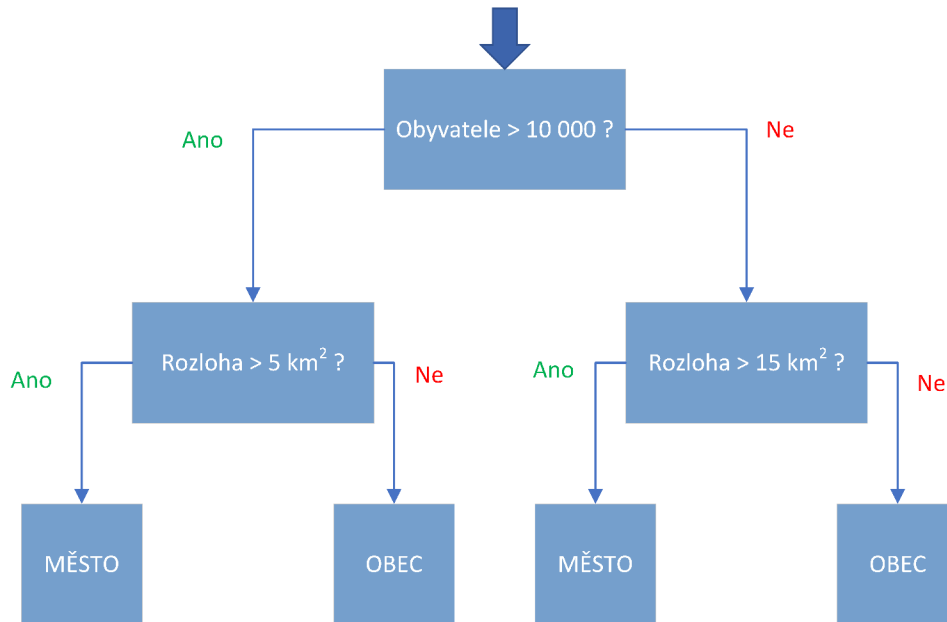 Obyvatele > 10 000 ?
Ano
Ne
Rozloha > 5 km² ?
Rozloha > 15 km² ?
Ano
Ne
Ano
Ne
MĚSTO
OBEC
MĚSTO
OBEC